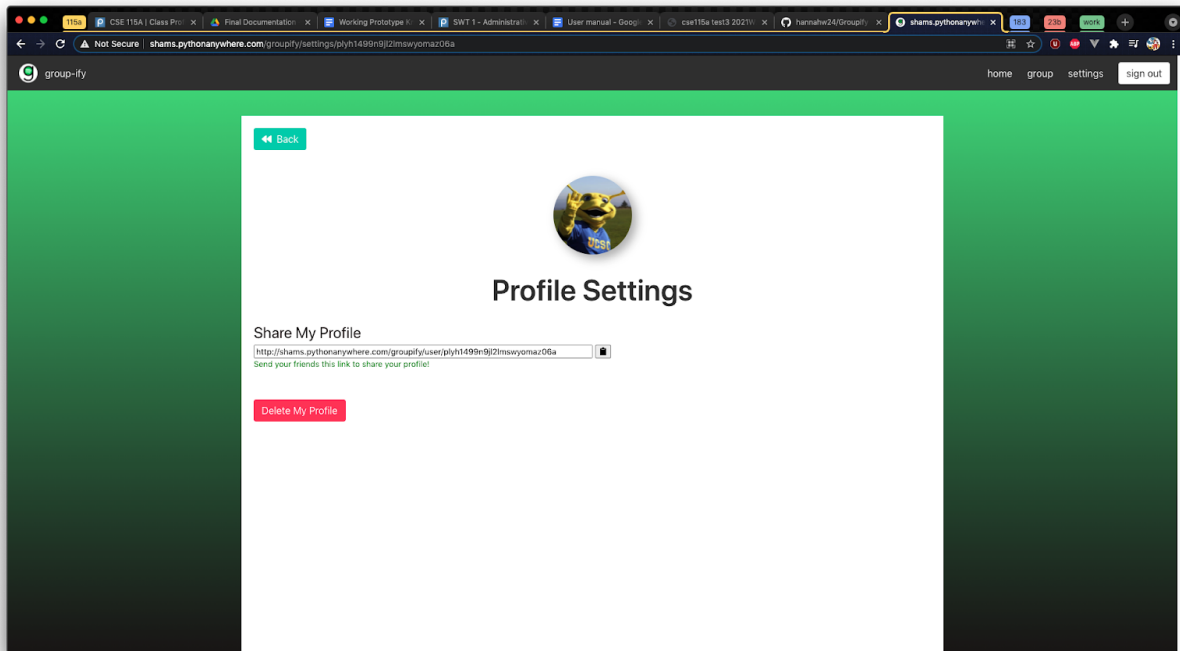 115a CSE 115A | Class Pro Final Documentation Working Prototype K SWT 1 - Administrati User manual - Googl cse115a test3 2021W hannahw24/Groupify shams.pythonanywh 183 23b work
Not Secure shams.pythonanywhere.com/groupify/settings/plyh1499n9jl2lmswyomaz06a
group-ify home group settings sign out
Back
UCSC
Profile Settings
Share My Profile
http://shams.pythonanywhere.com/groupify/user/plyh1499n9jl2lmswyomaz06a
Send your friends this link to share your profile!
Delete My Profile